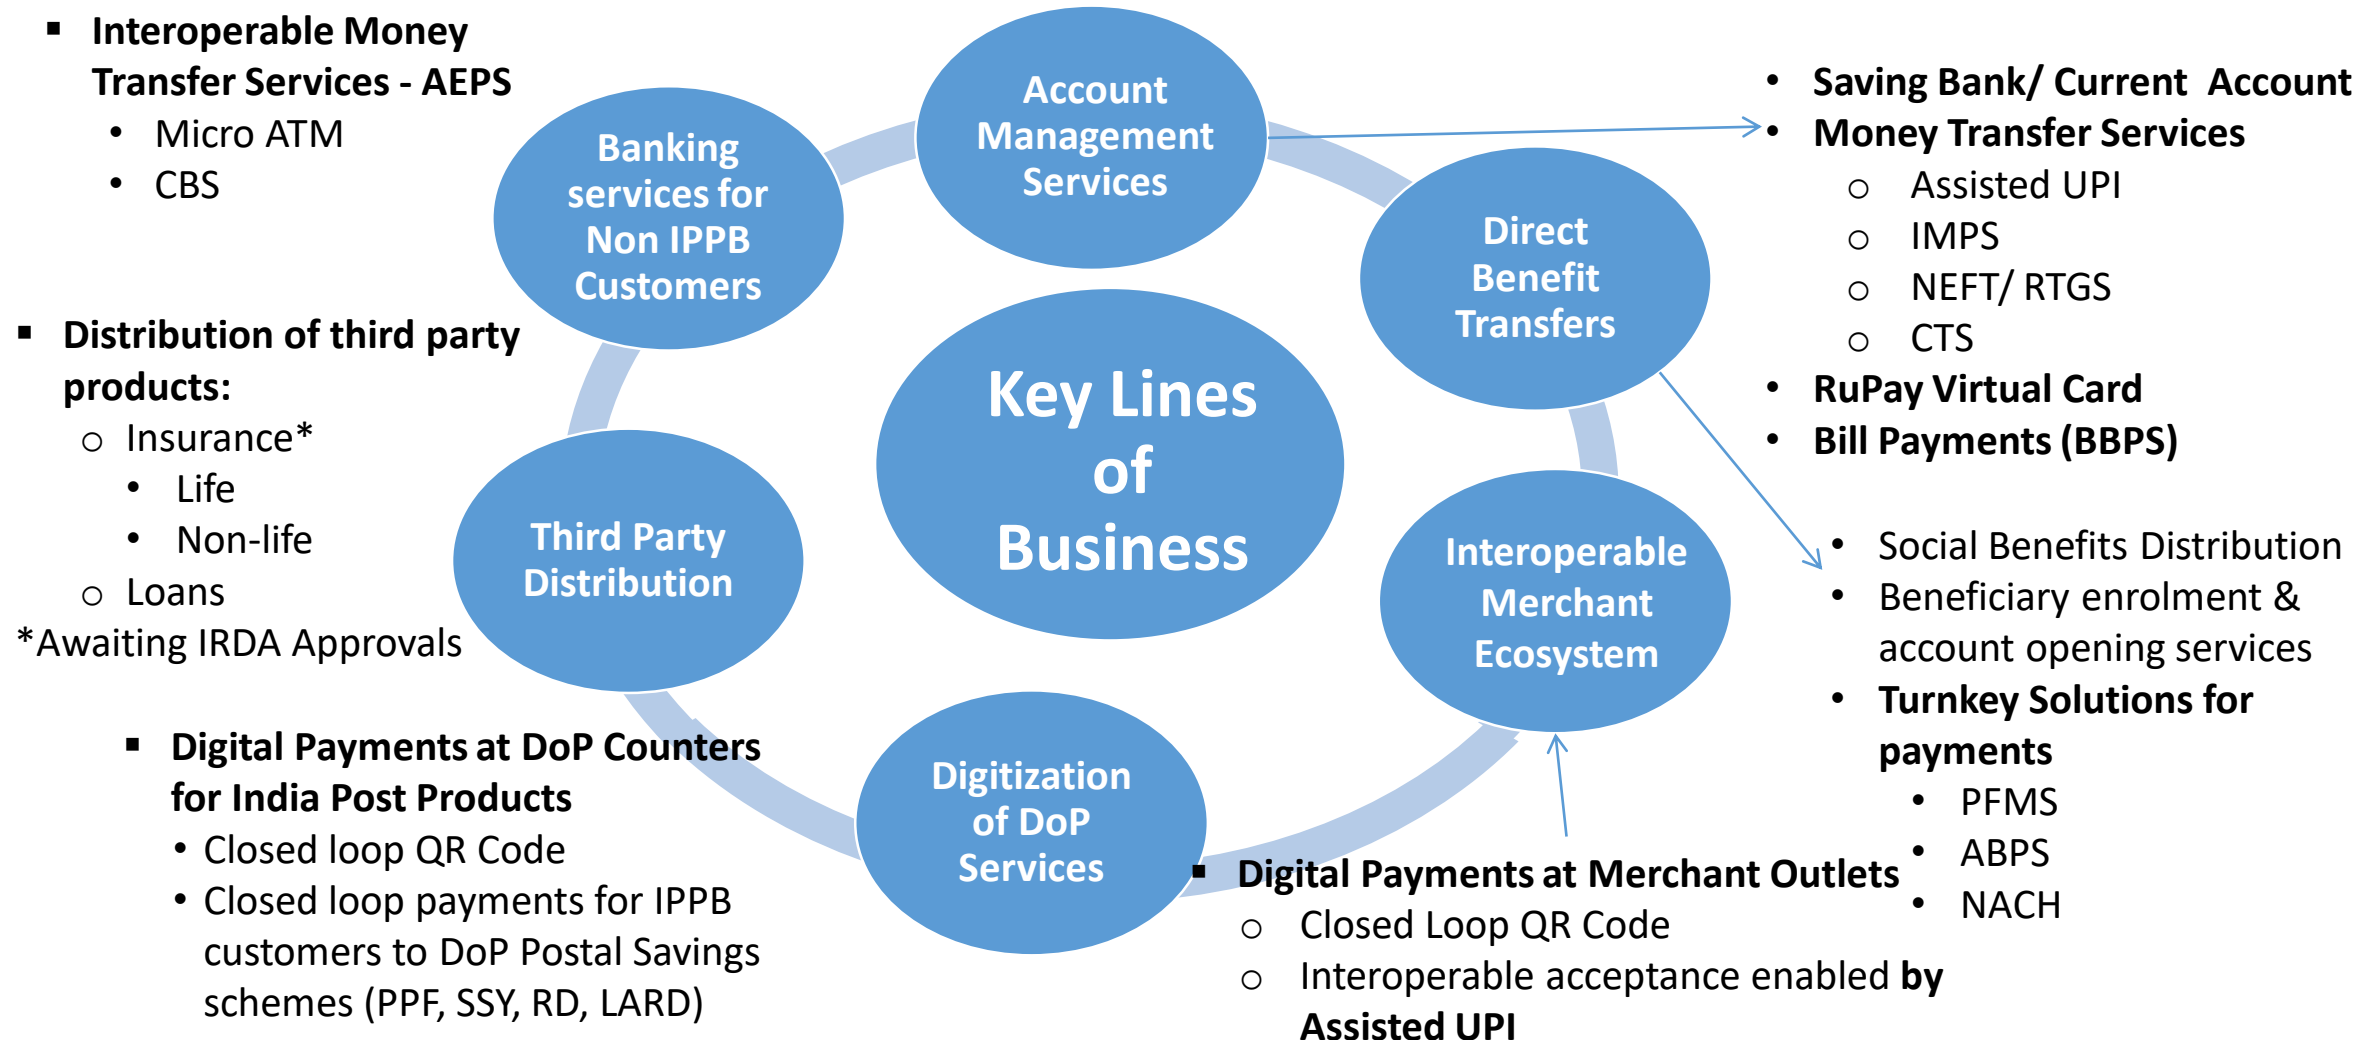 Interoperable Money
Transfer Services - AEPS
Micro ATM
CBS
Banking
services for
Non IPPB
Customers
Account
Management
Services
Saving Bank/ Current Account
Money Transfer Services
Assisted UPI
IMPS
NEFT/ RTGS
CTS
RuPay Virtual Card
Bill Payments (BBPS)
Direct
Benefit
Transfers
Key Lines
of
Business
Distribution of third party
products:
Insurance*
Life
Non-life
Loans
*Awaiting IRDA Approvals
Third Party
Distribution
Interoperable
Merchant
Ecosystem
Social Benefits Distribution
Beneficiary enrolment &
account opening services
Turnkey Solutions for
payments
PFMS
ABPS
NACH
Digital Payments at DoP Counters
for India Post Products
Closed loop QR Code
Closed loop payments for IPPB
customers to DoP Postal Savings
schemes (PPF, SSY, RD, LARD)
Digitization
of DoP
Services
Digital Payments at Merchant Outlets
Closed Loop QR Code
Interoperable acceptance enabled by
Assisted UPI